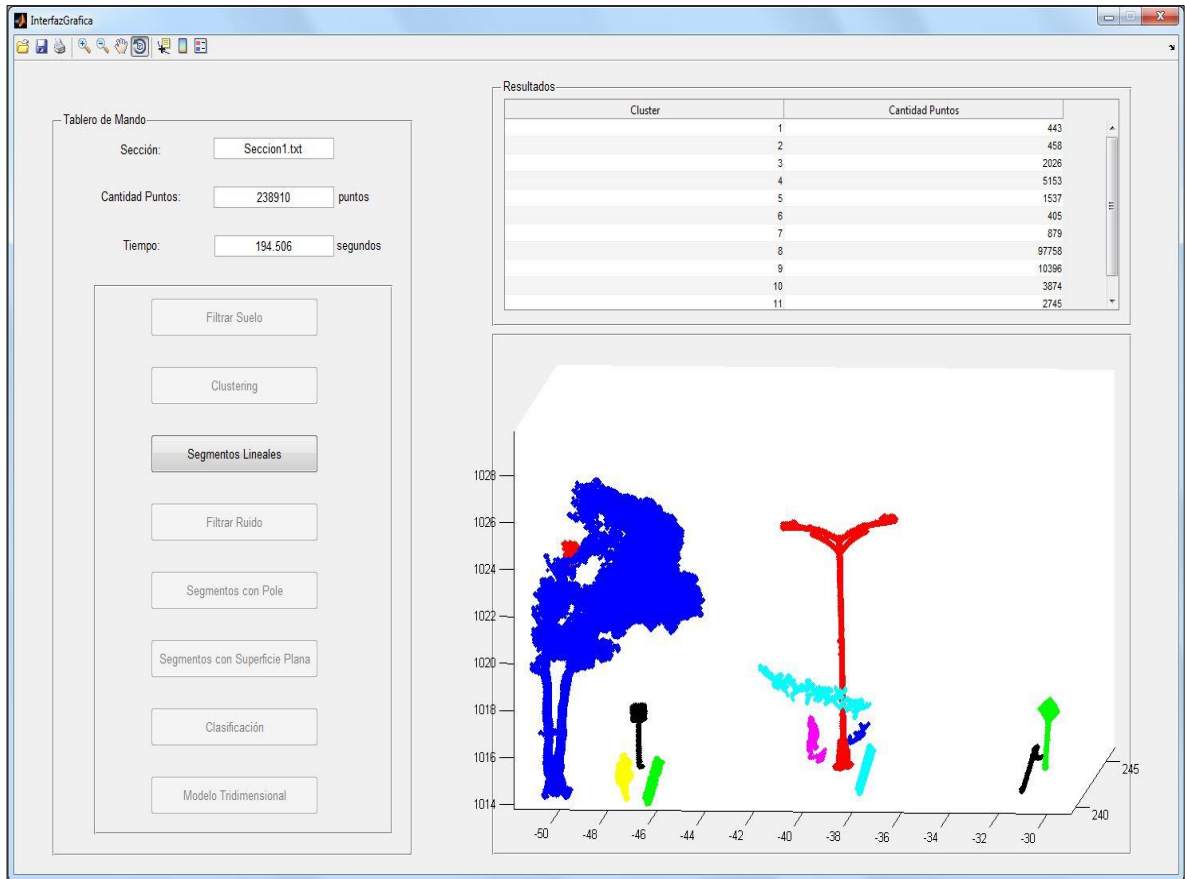 InterfazGrafica
Tablero de Mando
Sección: Seccion1.txt
Cantidad Puntos: 238910 puntos
Tiempo: 194.506 segundos
Filtrar Suelo
Clustering
Segmentos Lineales
Filtrar Ruido
Segmentos con Pole
Segmentos con Superficie Plana
Clasificación
Modelo Tridimensional
Resultados
Cluster Cantidad Puntos
1 443
2 458
3 2026
4 5153
5 1537
6 405
7 879
8 97758
9 10396
10 3874
11 2745
1028
1026
1024
1022
1020
1018
1016
1014
-50 -48 -46 -44 -42 -40 -38 -36 -34 -32 -30
240
245